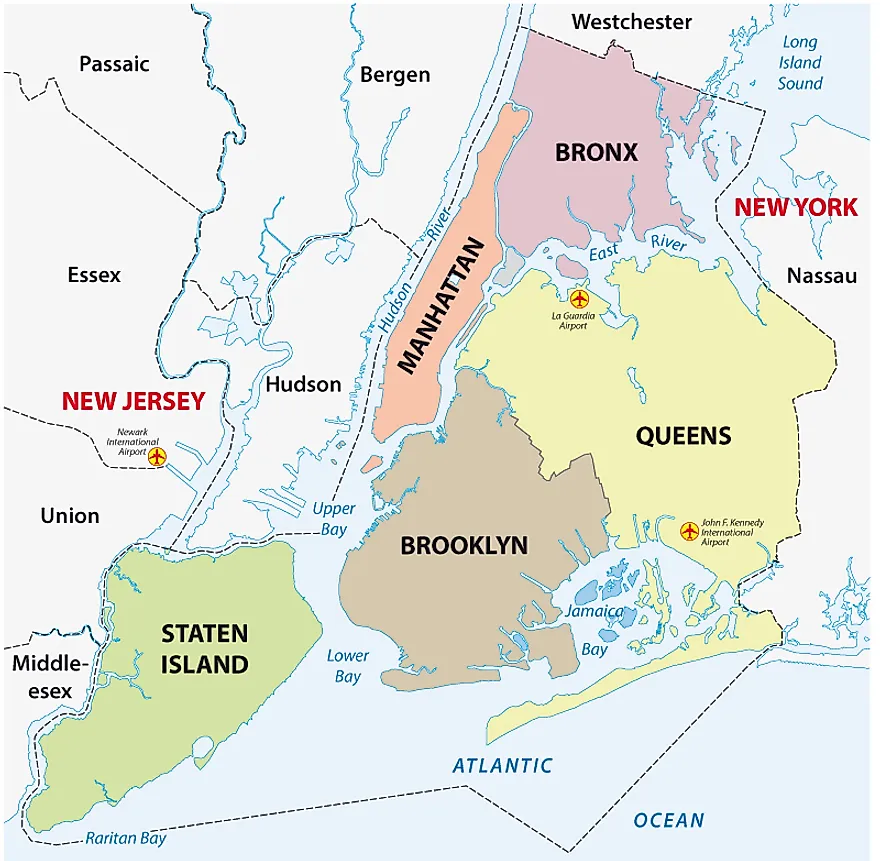 Westchester
Passaic
Bergen
Long
Island
Sound
BRONX
NEW YORK
Hudson River
East River
MANHATTAN
Essex
Nassau
La Guardia
Airport
Hudson
NEW JERSEY
Newark
International
Airport
QUEENS
Union
Upper
Bay
John F. Kennedy
International
Airport
BROOKLYN
Jamaica
Bay
STATEN
ISLAND
Middle-
esex
Lower
Bay
ATLANTIC
OCEAN
Raritan Bay